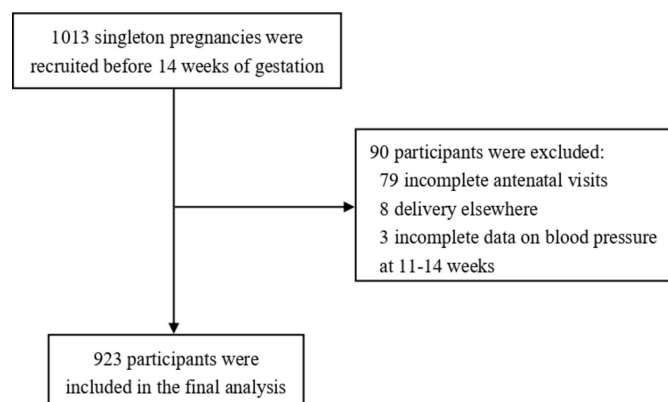 1013 singleton pregnancies were
recruited before 14 weeks of gestation
90 participants were excluded:
79 incomplete antenatal visits
8 delivery elsewhere
3 incomplete data on blood pressure
at 11-14 weeks
923 participants were
included in the final analysis